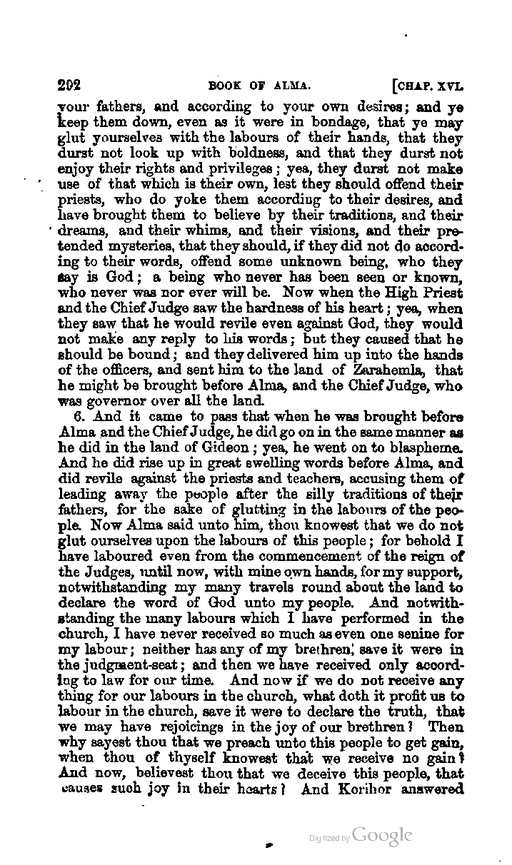 292 BOOK OF ALMA. [CHAP. XVI.
your fathers, and according to your own desires; and ye
keep them down, even as it were in bondage, that ye may
glut yourselves with the labours of their hands, that they
durst not look up with boldness, and that they durst not
enjoy their rights and privileges; yea, they durst not make
use of that which is their own, lest they should offend their
priests, who do yoke them according to their desires, and
have brought them to believe by their traditions, and their
dreams, and their whims, and their visions, and their pre-
tended mysteries, that they should, if they did not do accord-
ing to their words, offend some unknown being, who they
say is God; a being who never has been seen or known,
who never was nor ever will be. Now when the High Priest
and the Chief Judge saw the hardness of his heart; yea, when
they saw that he would revile even against God, they would
not make any reply to his words; but they caused that he
should be bound; and they delivered him up into the hands
of the officers, and sent him to the land of Zarahemla, that
he might be brought before Alma, and the Chief Judge, who
was governor over all the land.
6. And it came to pass that when he was brought before
Alma and the Chief Judge, he did go on in the same manner as
he did in the land of Gideon; yea, he went on to blaspheme.
And he did rise up in great swelling words before Alma, and
did revile against the priests and teachers, accusing them of
leading away the people after the silly traditions of their
fathers, for the sake of glutting in the labours of the peo-
ple. Now Alma said unto him, thou knowest that we do not
glut ourselves upon the labours of this people; for behold I
have laboured even from the commencement of the reign of
the Judges, until now, with mine own hands, for my support,
notwithstanding my many travels round about the land to
declare the word of God unto my people. And notwith-
standing the many labours which I have performed in the
church, I have never received so much as even one senine for
my labour; neither has any of my brethren, save it were in
the judgment-seat; and then we have received only accord-
ing to law for our time. And now if we do not receive any
thing for our labours in the church, what doth it profit us to
labour in the church, save it were to declare the truth, that
we may have rejoicings in the joy of our brethren? Then
why sayest thou that we preach unto this people to get gain,
when thou of thyself knowest that we receive no gain?
And now, believest thou that we deceive this people, that
causes such joy in their hearts? And Korihor answered
Digitized by Google